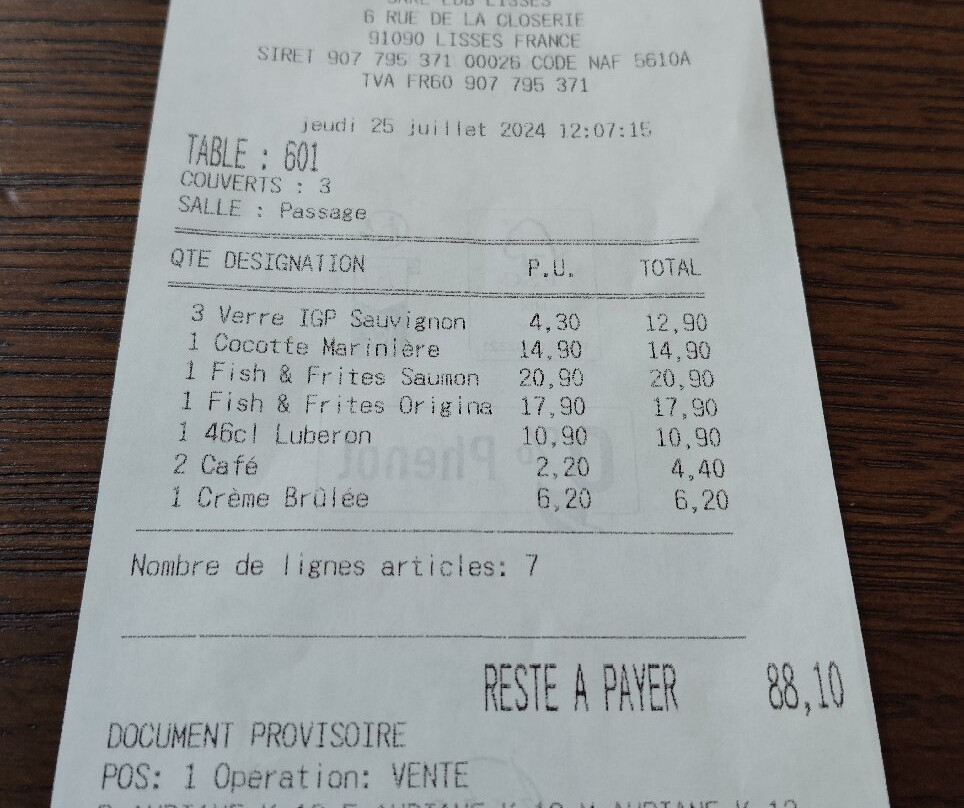 6 RUE DE LA CLOSERIE
91090 LISSES FRANCE
SIRET 907 795 371 00026 CODE NAF 5610A
TVA FR60 907 795 371
jeudi 25 juillet 2024 12:07:15
TABLE : 601
COUVERTS : 3
SALLE : Passage
QTE DESIGNATION P.U. TOTAL
3 Verre IGP Sauvignon 4,30 12,90
1 Cocotte Marinière 14,90 14,90
1 Fish & Frites Saumon 20,90 20,90
1 Fish & Frites Origina 17,90 17,90
1 46cl Luberon 10,90 10,90
2 Café 2,20 4,40
1 Crème Brûlée 6,20 6,20
Nombre de lignes articles: 7
RESTE A PAYER 88,10
DOCUMENT PROVISOIRE
POS: 1 Operation: VENTE